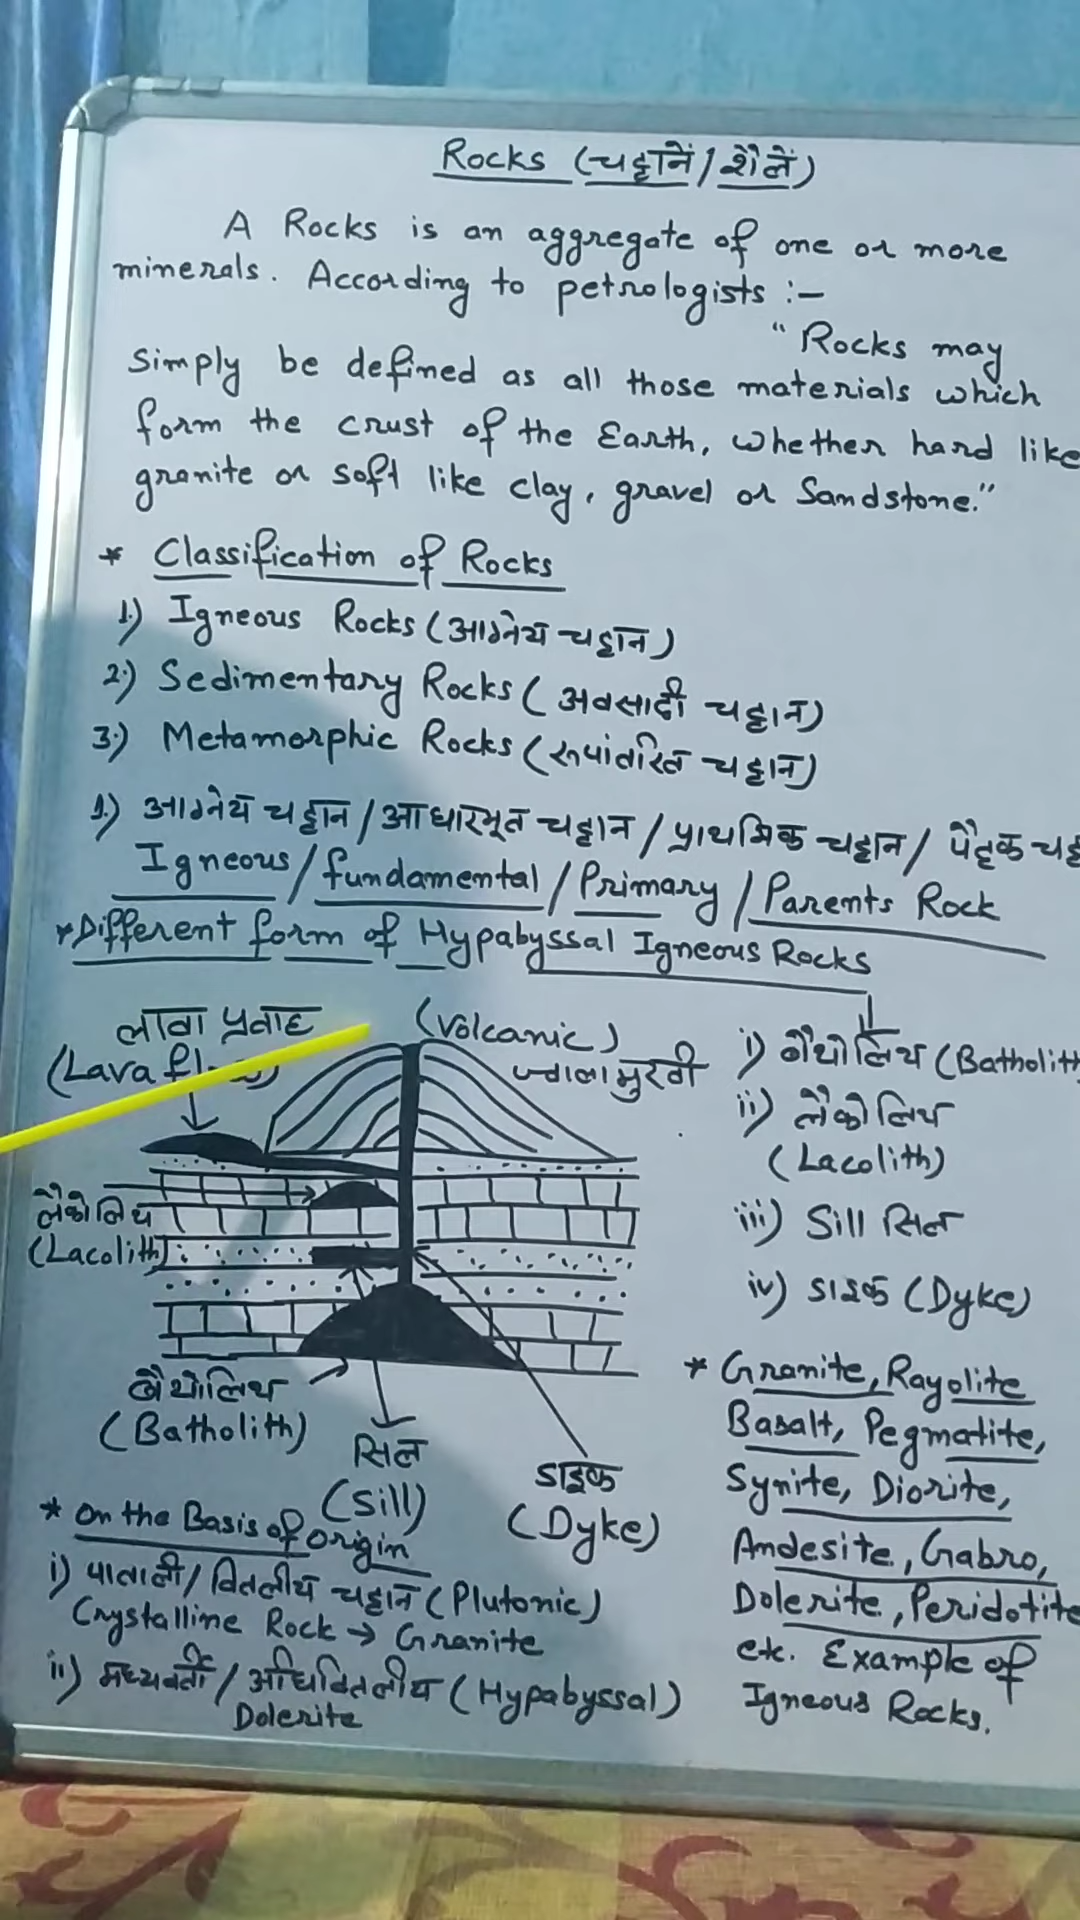 Rocks (चट्टानें/शैलें)
A Rocks is an aggregate of one or more
minerals. According to petrologists :-
"Rocks may
Simply be defined as all those materials which
form the crust of the Earth, whether hard like
granite or soft like clay, gravel or Sandstone."
* Classification of Rocks
1.) Igneous Rocks (आग्नेय चट्टान)
2.) Sedimentary Rocks (अवसादी चट्टान)
3.) Metamorphic Rocks (रूपांतरित चट्टान)
1.) आग्नेय चट्टान/आधारभूत चट्टान/प्राथमिक चट्टान/पैतृक
Igneous/fundamental/Primary/Parents Rock
* Different form of Hypabyssal Igneous Rocks
लावा प्रवाह
(Lava
(Volcanic)
ज्वालामुखी
लैकोलिथ
(Lacolith)
बैथोलिथ
(Batholith)
सिल
(Sill)
डाइक
(Dyke)
i) बैथोलिथ (Batholith
ii) लैकोलिथ
(Lacolith)
iii) Sill सिल
iv) डाइक (Dyke)
* Granite, Rayolite
Basalt, Pegmatite,
Synite, Diorite,
Andesite, Gabro,
Dolerite, Peridotite
etc. Example of
Igneous Rocks.
* On the Basis of origin
i) पाताली/वितलीय चट्टान (Plutonic)
Crystalline Rock → Granite
ii) मध्यवर्ती/अधिवितलीय (Hypabyssal)
Dolerite